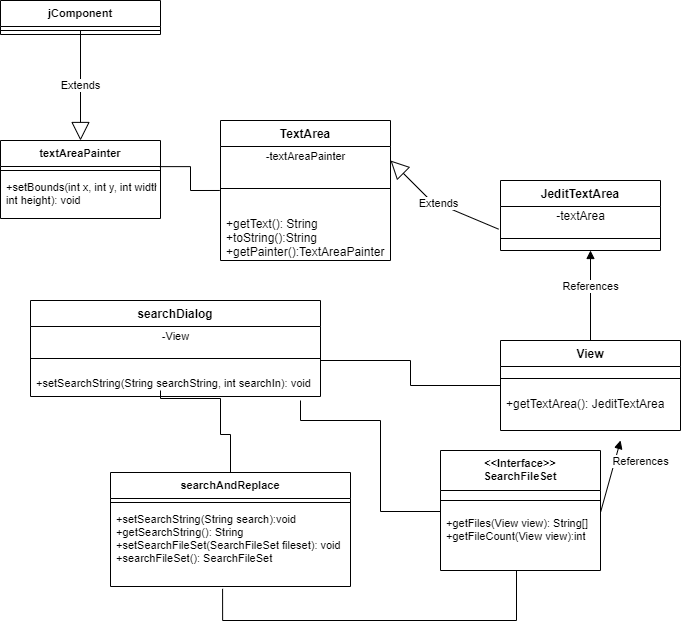 jComponent
Extends
textAreaPainter
+setBounds(int x, int y, int width
int height): void
TextArea
-textAreaPainter
+getText(): String
+toString():String
+getPainter():TextAreaPainter
Extends
JeditTextArea
-textArea
References
searchDialog
-View
+setSearchString(String searchString, int searchIn): void
View
+getTextArea(): JeditTextArea
References
<<Interface>>
SearchFileSet
+getFiles(View view): String[]
+getFileCount(View view):int
searchAndReplace
+setSearchString(String search):void
+getSearchString(): String
+setSearchFileSet(SearchFileSet fileset): void
+searchFileSet(): SearchFileSet